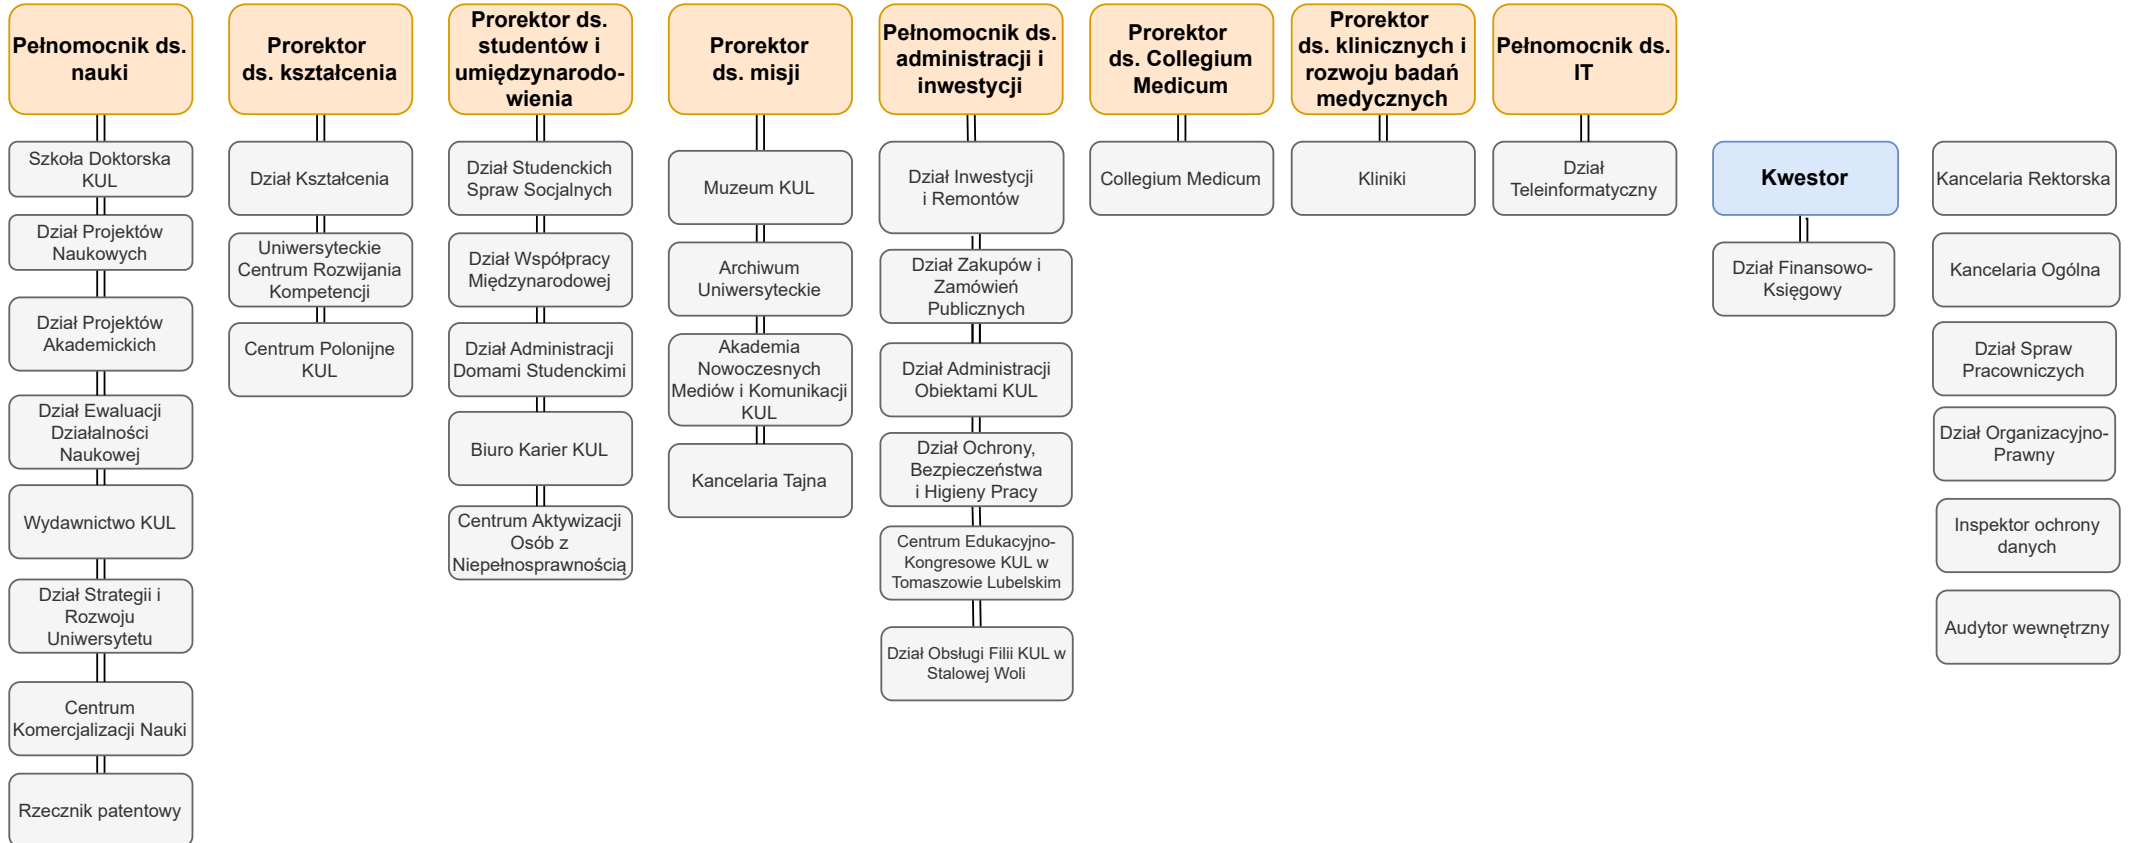 Pełnomocnik ds.
nauki
Szkoła Doktorska
KUL
Dział Projektów
Naukowych
Dział Projektów
Akademickich
Dział Ewaluacji
Działalności
Naukowej
Wydawnictwo KUL
Dział Strategii i
Rozwoju
Uniwersytetu
Centrum
Komercjalizacji Nauki
Rzecznik patentowy
Prorektor
ds. kształcenia
Dział Kształcenia
Uniwersyteckie
Centrum Rozwijania
Kompetencji
Centrum Polonijne
KUL
Prorektor ds.
studentów i
umiędzynarodo-
wienia
Dział Studenckich
Spraw Socjalnych
Dział Współpracy
Międzynarodowej
Dział Administracji
Domami Studenckimi
Biuro Karier KUL
Centrum Aktywizacji
Osób z
Niepełnosprawnością
Prorektor
ds. misji
Muzeum KUL
Archiwum
Uniwersyteckie
Akademia
Nowoczesnych
Mediów i Komunikacji
KUL
Kancelaria Tajna
Pełnomocnik ds.
administracji i
inwestycji
Dział Inwestycji
i Remontów
Dział Zakupów i
Zamówień
Publicznych
Dział Administracji
Obiektami KUL
Dział Ochrony,
Bezpieczeństwa
i Higieny Pracy
Centrum Edukacyjno-
Kongresowe KUL w
Tomaszowie Lubelskim
Dział Obsługi Filii KUL w
Stalowej Woli
Prorektor
ds. Collegium
Medicum
Collegium Medicum
Prorektor
ds. klinicznych i
rozwoju badań
medycznych
Kliniki
Pełnomocnik ds.
IT
Dział
Teleinformatyczny
Kwestor
Dział Finansowo-
Księgowy
Kancelaria Rektorska
Kancelaria Ogólna
Dział Spraw
Pracowniczych
Dział Organizacyjno-
Prawny
Inspektor ochrony
danych
Audytor wewnętrzny